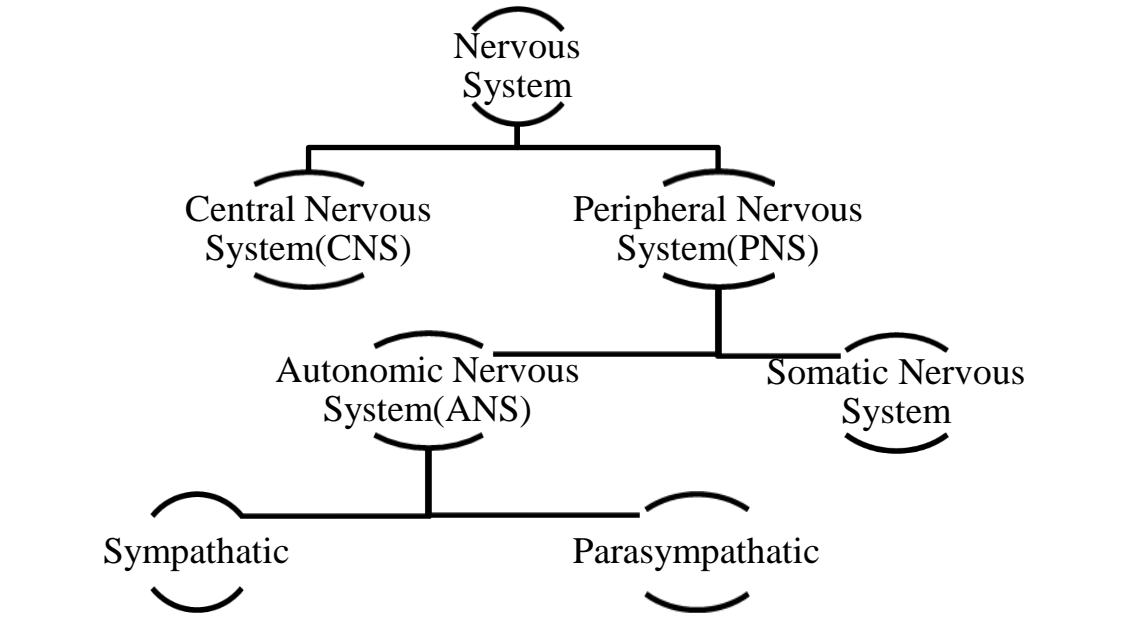 Nervous
System
Central Nervous
System(CNS)
Peripheral Nervous
System(PNS)
Autonomic Nervous
System(ANS)
Somatic Nervous
System
Sympathatic
Parasympathatic